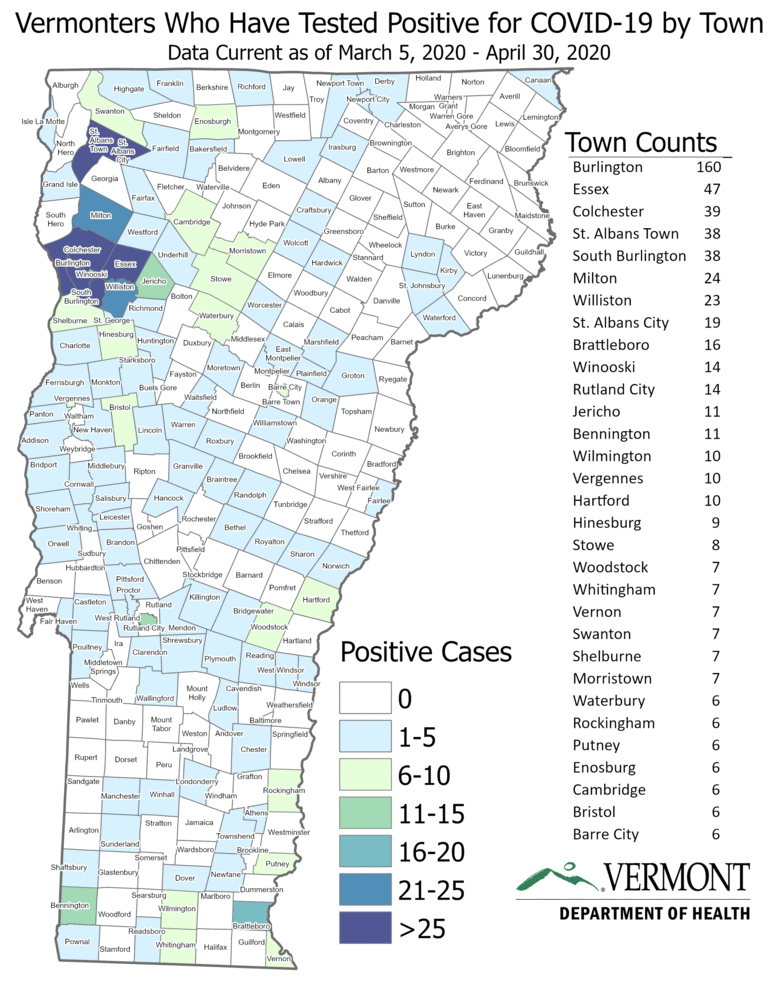 Vermonters Who Have Tested Positive for COVID-19 by Town
Data Current as of March 5, 2020 - April 30, 2020
Alburgh
Highgate
Franklin
Berkshire
Richford
Jay
Newport Town
Derby
Holland
Norton
Canaan
Troy
Newport City
Warners
Grant
Averill
Morgan
Warren Gore
Lemington
Swanton
Sheldon
Enosburgh
Westfield
Coventry
Charleston
Averys Gore
Lewis
Isle La Motte
Montgomery
Brownington
Bloomfield
St.
Albans
Town
St.
Albans
City
North
Hero
Fairfield
Bakersfield
Lowell
Irasburg
Brighton
Barton
Westmore
Ferdinand
Brunswick
Georgia
Belvidere
Eden
Albany
Newark
Grand Isle
Fletcher
Waterville
Glover
Fairfax
Johnson
Craftsbury
Sheffield
Sutton
East
Haven
Maidstone
South
Hero
Milton
Cambridge
Hyde Park
Greensboro
Burke
Granby
Westford
Wheelock
Victory
Guildhall
Colchester
Essex
Underhill
Morristown
Wolcott
Hardwick
Stannard
Lyndon
Burlington
Winooski
Jericho
Stowe
Elmore
Walden
Kirby
Lunenburg
South
Burlington
Williston
Bolton
Woodbury
Danville
St. Johnsbury
Concord
Richmond
Worcester
Cabot
Shelburne
St. George
Waterbury
Calais
Waterford
Hinesburg
Huntington
Duxbury
Middlesex
Marshfield
Peacham
Barnet
Charlotte
Starksboro
East
Montpelier
Montpelier
Plainfield
Groton
Ryegate
Ferrisburgh
Monkton
Buels Gore
Fayston
Moretown
Berlin
Barre City
Barre Town
Vergennes
Waitsfield
Orange
Panton
Waltham
Bristol
Northfield
Topsham
New Haven
Lincoln
Warren
Williamstown
Newbury
Addison
Weybridge
Roxbury
Washington
Bridport
Middlebury
Ripton
Granville
Brookfield
Corinth
Bradford
Cornwall
Braintree
Chelsea
Vershire
West Fairlee
Salisbury
Hancock
Randolph
Fairlee
Shoreham
Leicester
Rochester
Tunbridge
Strafford
Whiting
Goshen
Bethel
Thetford
Orwell
Brandon
Royalton
Sudbury
Pittsfield
Sharon
Hubbardton
Chittenden
Stockbridge
Barnard
Norwich
Benson
Pittsford
Pomfret
Proctor
Killington
Hartford
West
Haven
Castleton
Rutland
Bridgewater
Fair Haven
West Rutland
Rutland City
Mendon
Woodstock
Ira
Shrewsbury
Hartland
Poultney
Clarendon
Plymouth
Reading
Middletown
Springs
West Windsor
Windsor
Wells
Tinmouth
Wallingford
Mount
Holly
Cavendish
Ludlow
Weathersfield
Baltimore
Pawlet
Danby
Mount
Tabor
Weston
Andover
Springfield
Landgrove
Chester
Rupert
Dorset
Peru
Grafton
Sandgate
Londonderry
Rockingham
Manchester
Winhall
Windham
Athens
Arlington
Stratton
Jamaica
Townshend
Westminster
Sunderland
Wardsboro
Brookline
Somerset
Putney
Shaftsbury
Glastenbury
Dover
Newfane
Dummerston
Searsburg
Marlboro
Bennington
Woodford
Wilmington
Brattleboro
Readsboro
Pownal
Stamford
Whitingham
Halifax
Guilford
Vernon
Town Counts
Burlington 160
Essex 47
Colchester 39
St. Albans Town 38
South Burlington 38
Milton 24
Williston 23
St. Albans City 19
Brattleboro 16
Winooski 14
Rutland City 14
Jericho 11
Bennington 11
Wilmington 10
Vergennes 10
Hartford 10
Hinesburg 9
Stowe 8
Woodstock 7
Whitingham 7
Vernon 7
Swanton 7
Shelburne 7
Morristown 7
Waterbury 6
Rockingham 6
Putney 6
Enosburg 6
Cambridge 6
Bristol 6
Barre City 6
Positive Cases
0
1-5
6-10
11-15
16-20
21-25
>25
VERMONT
DEPARTMENT OF HEALTH